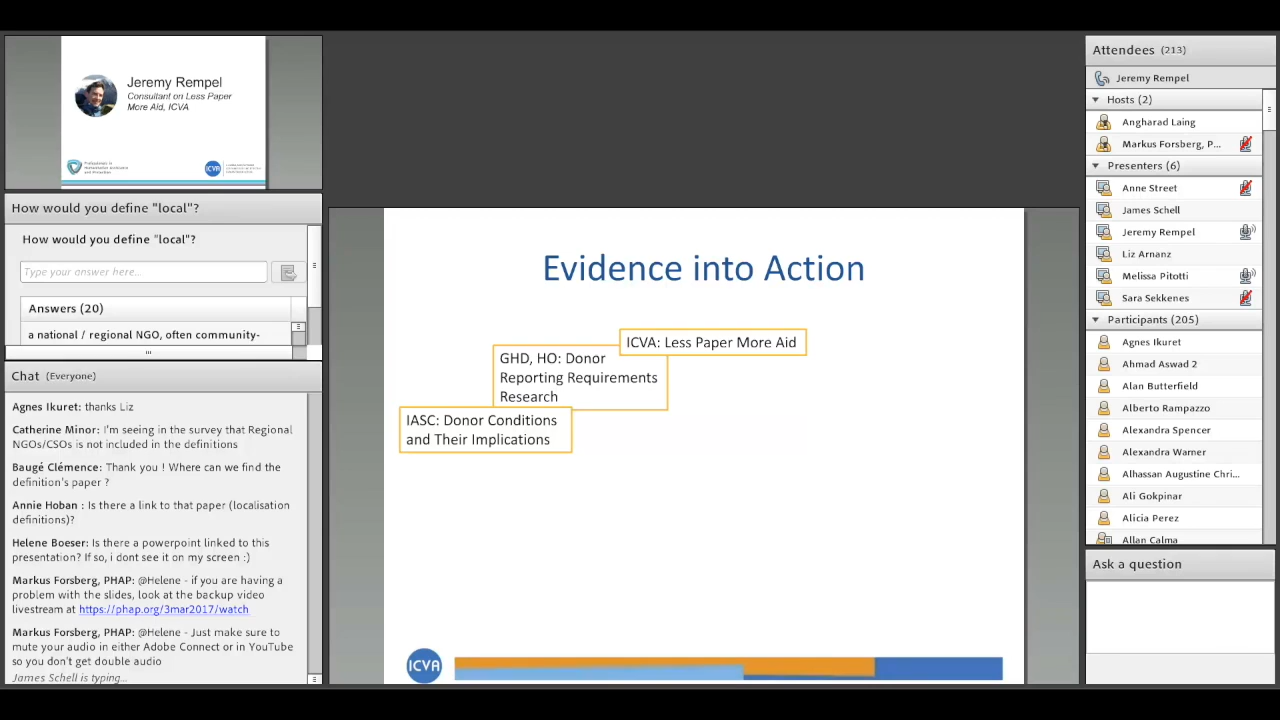 Jeremy Rempel
Consultant on Less Paper
More Aid, ICVA
ICVA
How would you define "local"?
How would you define "local"?
Type your answer here...
Answers (20)
a national / regional NGO, often community-
Chat (Everyone)
Agnes Ikuret: thanks Liz
Catherine Minor: I'm seeing in the survey that Regional
NGOs/CSOs is not included in the definitions
Baugé Clémence: Thank you ! Where can we find the
definition's paper ?
Annie Hoban : Is there a link to that paper (localisation
definitions)?
Helene Boeser: Is there a powerpoint linked to this
presentation? If so, i dont see it on my screen :)
Markus Forsberg, PHAP: @Helene - if you are having a
problem with the slides, look at the backup video
livestream at https://phap.org/3mar2017/watch
Markus Forsberg, PHAP: @Helene - Just make sure to
mute your audio in either Adobe Connect or in YouTube
so you don't get double audio
James Schell is typing...
Evidence into Action
ICVA: Less Paper More Aid
GHD, HO: Donor
Reporting Requirements
Research
IASC: Donor Conditions
and Their Implications
ICVA
Attendees (213)
Jeremy Rempel
Hosts (2)
Angharad Laing
Markus Forsberg, P...
Presenters (6)
Anne Street
James Schell
Jeremy Rempel
Liz Arnanz
Melissa Pitotti
Sara Sekkenes
Participants (205)
Agnes Ikuret
Ahmad Aswad 2
Alan Butterfield
Alberto Rampazzo
Alexandra Spencer
Alexandra Warner
Alhassan Augustine Chri...
Ali Gokpinar
Alicia Perez
Allan Calma
Ask a question